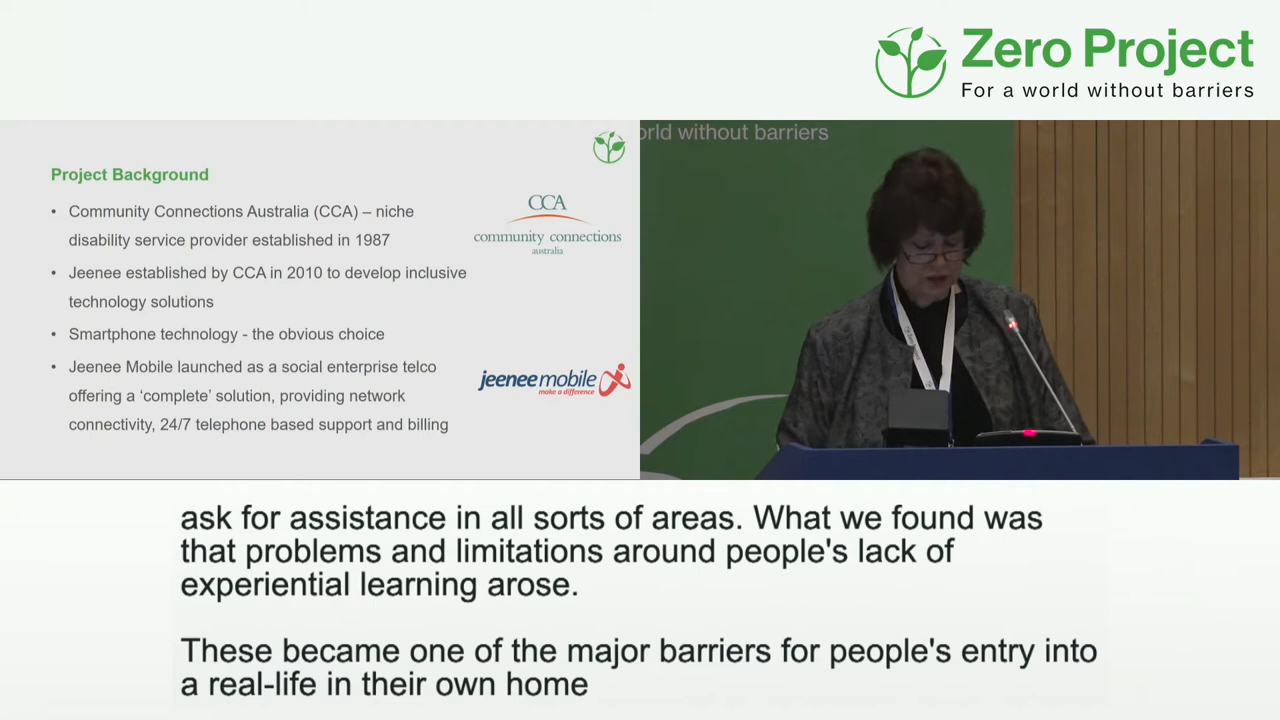 Zero Project
For a world without barriers
orld without barriers
Project Background
• Community Connections Australia (CCA) – niche
disability service provider established in 1987
• Jeenee established by CCA in 2010 to develop inclusive
technology solutions
• Smartphone technology - the obvious choice
• Jeenee Mobile launched as a social enterprise telco
offering a ‘complete’ solution, providing network
connectivity, 24/7 telephone based support and billing
CCA
community connections
australia
jeenee mobile
make a difference
ask for assistance in all sorts of areas. What we found was
that problems and limitations around people's lack of
experiential learning arose.
These became one of the major barriers for people's entry into
a real-life in their own home